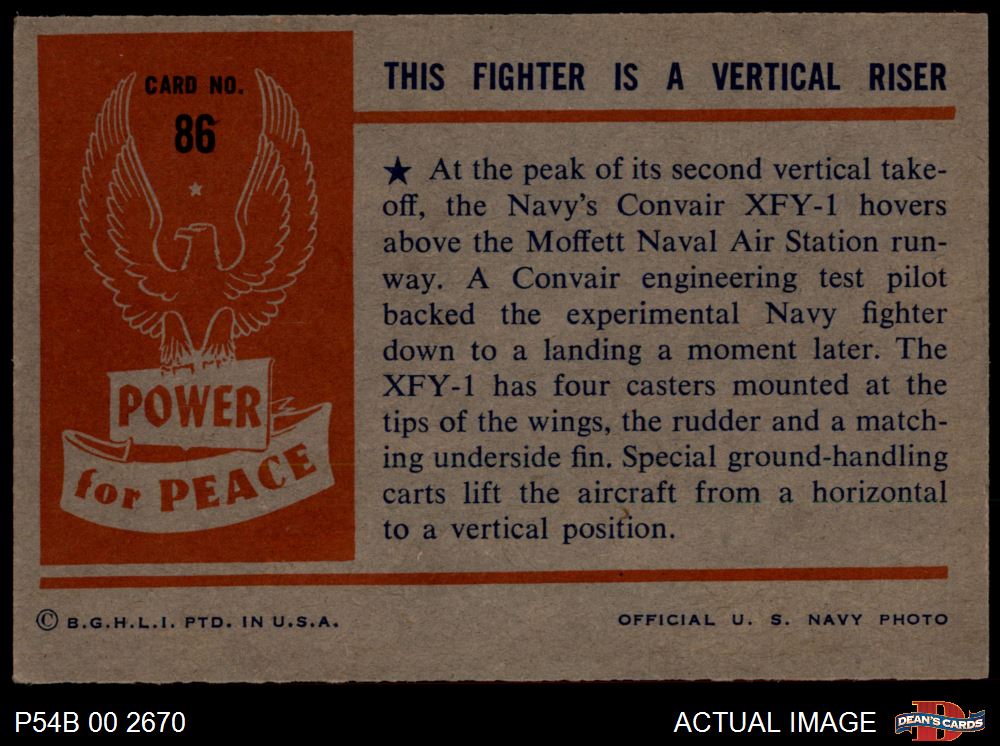 CARD NO.
86
POWER
for PEACE
THIS FIGHTER IS A VERTICAL RISER
★ At the peak of its second vertical take-
off, the Navy's Convair XFY-1 hovers
above the Moffett Naval Air Station run-
way. A Convair engineering test pilot
backed the experimental Navy fighter
down to a landing a moment later. The
XFY-1 has four casters mounted at the
tips of the wings, the rudder and a match-
ing underside fin. Special ground-handling
carts lift the aircraft from a horizontal
to a vertical position.
© B.G.H.L.I. PTD. IN U.S.A.
OFFICIAL U. S. NAVY PHOTO
P54B 00 2670
ACTUAL IMAGE
D
DEAN'S CARDS